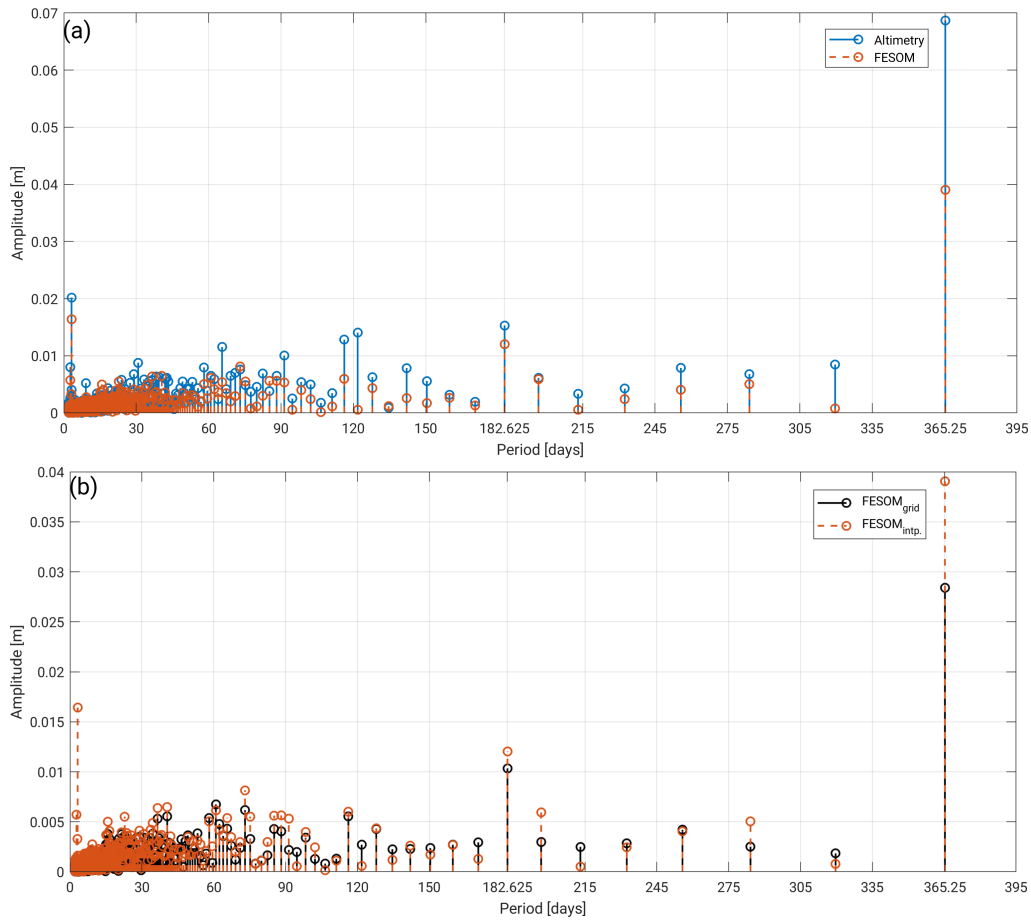 (a)
0.07
0.06
0.05
0.04
0.03
0.02
0.01
0
Amplitude [m]
Altimetry
FESOM
0 30 60 90 120 150 182.625 215 245 275 305 335 365.25 395
Period [days]
(b)
0.04
0.035
0.03
0.025
0.02
0.015
0.01
0.005
0
Amplitude [m]
FESOM_grid
FESOM_intp.
0 30 60 90 120 150 182.625 215 245 275 305 335 365.25 395
Period [days]